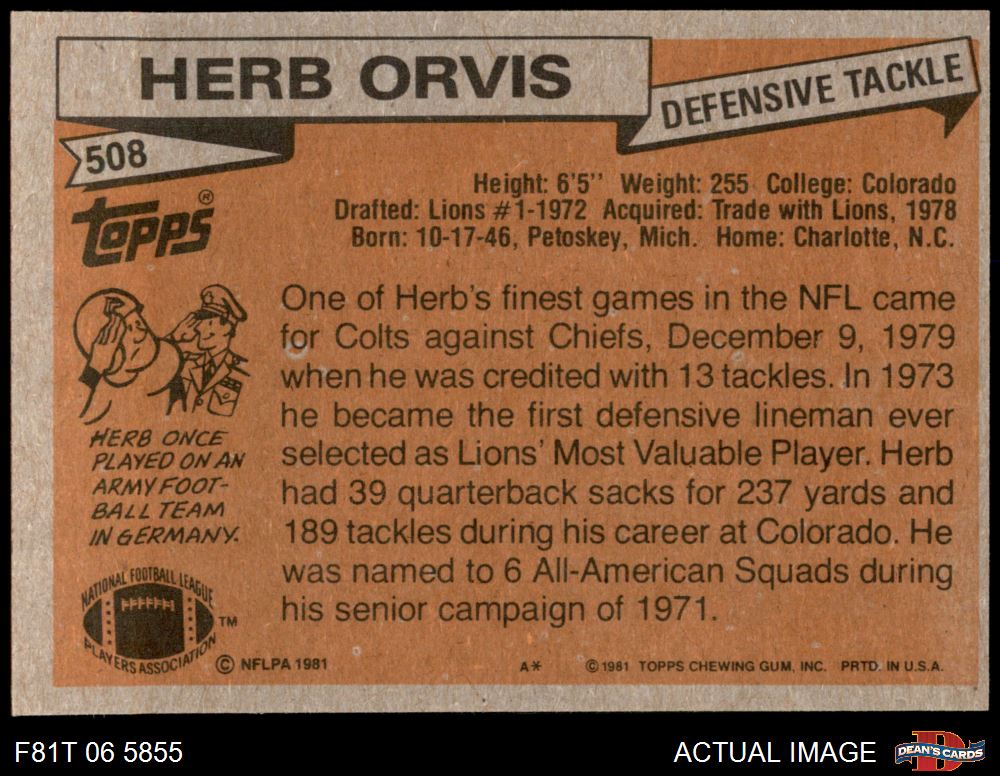 HERB ORVIS
DEFENSIVE TACKLE
508
Topps®
Height: 6'5" Weight: 255 College: Colorado
Drafted: Lions #1-1972 Acquired: Trade with Lions, 1978
Born: 10-17-46, Petoskey, Mich. Home: Charlotte, N.C.
One of Herb's finest games in the NFL came
for Colts against Chiefs, December 9, 1979
when he was credited with 13 tackles. In 1973
he became the first defensive lineman ever
selected as Lions' Most Valuable Player. Herb
had 39 quarterback sacks for 237 yards and
189 tackles during his career at Colorado. He
was named to 6 All-American Squads during
his senior campaign of 1971.
HERB ONCE
PLAYED ON AN
ARMY FOOT-
BALL TEAM
IN GERMANY.
NATIONAL FOOTBALL LEAGUE
PLAYERS ASSOCIATION
TM
© NFLPA 1981
A* © 1981 TOPPS CHEWING GUM, INC. PRTD. IN U.S.A.
F81T 06 5855
ACTUAL IMAGE
D
DEAN'S CARDS